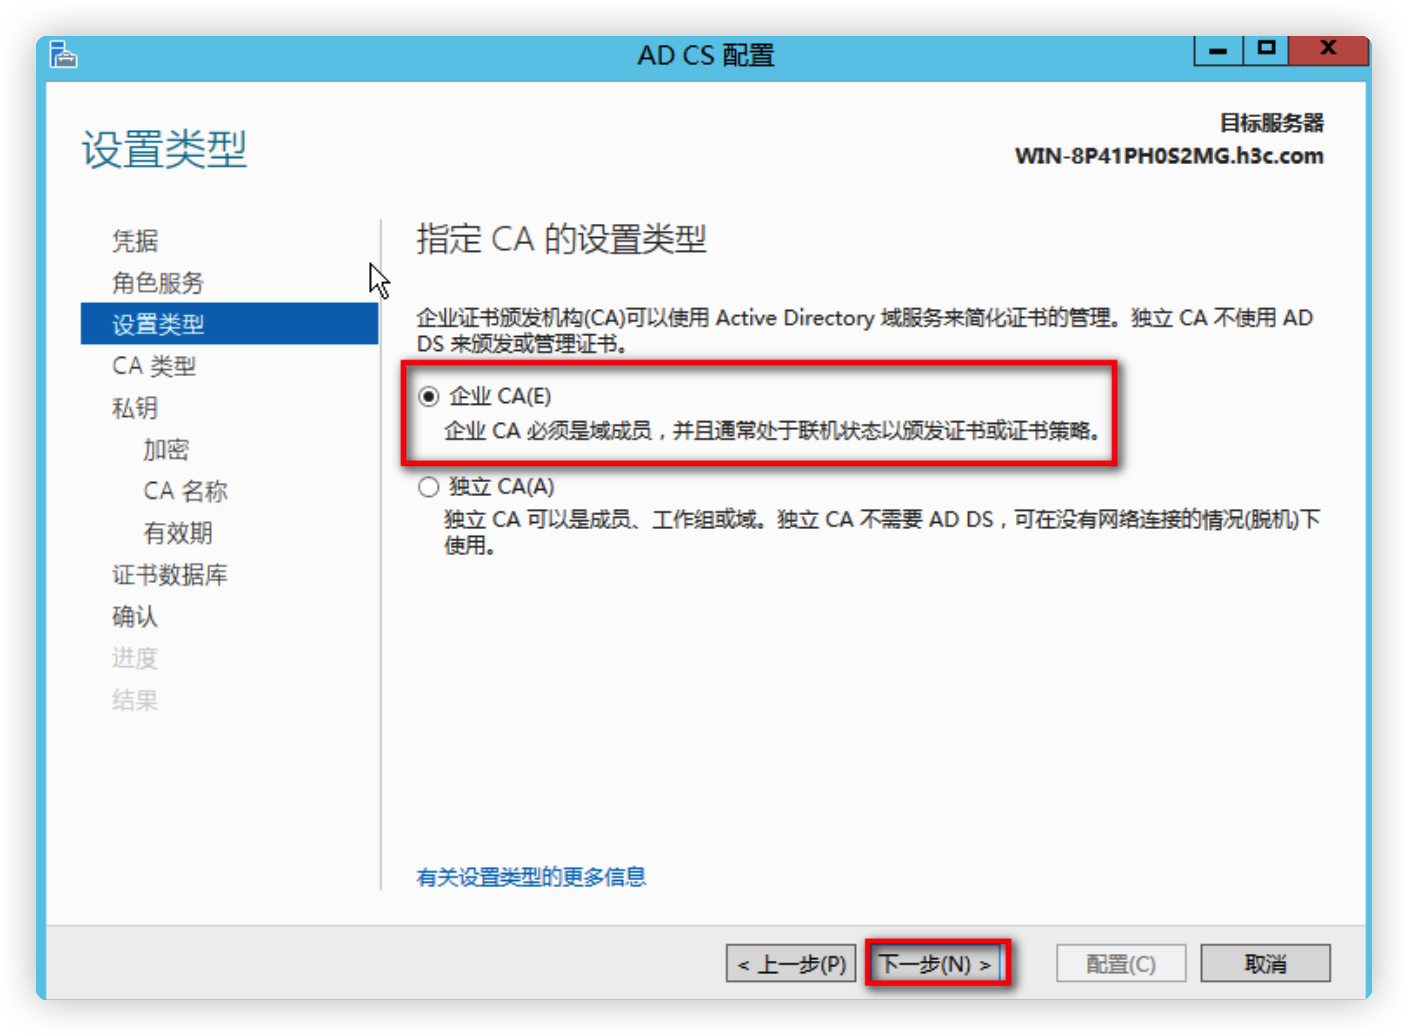 AD CS 配置
设置类型
目标服务器
WIN-8P41PH0S2MG.h3c.com
凭据
角色服务
设置类型
CA 类型
私钥
加密
CA 名称
有效期
证书数据库
确认
进度
结果
指定 CA 的设置类型
企业证书颁发机构(CA)可以使用 Active Directory 域服务来简化证书的管理。独立 CA 不使用 AD
DS 来颁发或管理证书。
企业 CA(E)
企业 CA 必须是域成员，并且通常处于联机状态以颁发证书或证书策略。
独立 CA(A)
独立 CA 可以是成员、工作组或域。独立 CA 不需要 AD DS，可在没有网络连接的情况(脱机)下
使用。
有关设置类型的更多信息
< 上一步(P)
下一步(N) >
配置(C)
取消